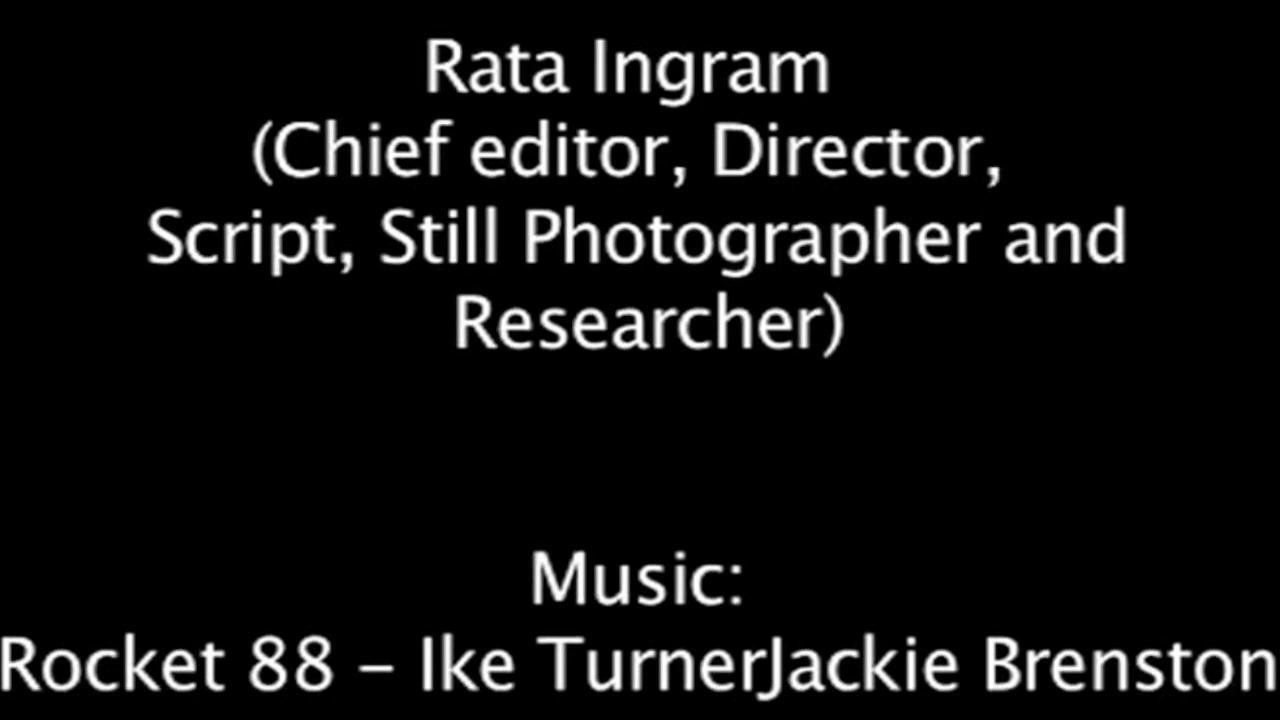 Rata Ingram
(Chief editor, Director,
Script, Still Photographer and
Researcher)
Music:
Rocket 88 – Ike TurnerJackie Brenston